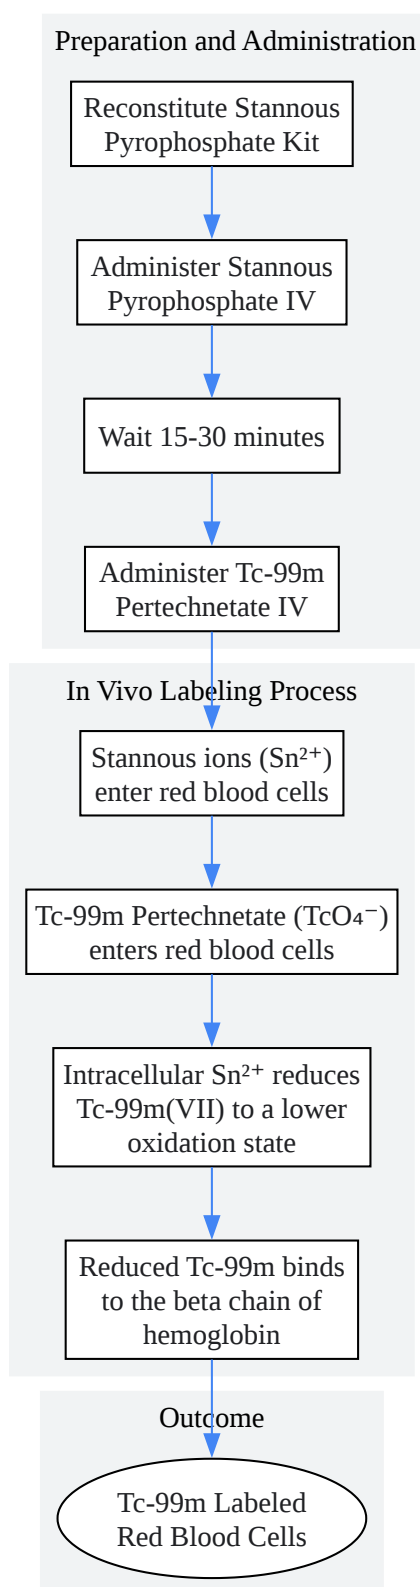 Preparation and Administration
Reconstitute Stannous
Pyrophosphate Kit
Administer Stannous
Pyrophosphate IV
Wait 15-30 minutes
Administer Tc-99m
Pertechnetate IV
In Vivo Labeling Process
Stannous ions (Sn²⁺)
enter red blood cells
Tc-99m Pertechnetate (TcO₄⁻)
enters red blood cells
Intracellular Sn²⁺ reduces
Tc-99m(VII) to a lower
oxidation state
Reduced Tc-99m binds
to the beta chain of
hemoglobin
Outcome
Tc-99m Labeled
Red Blood Cells